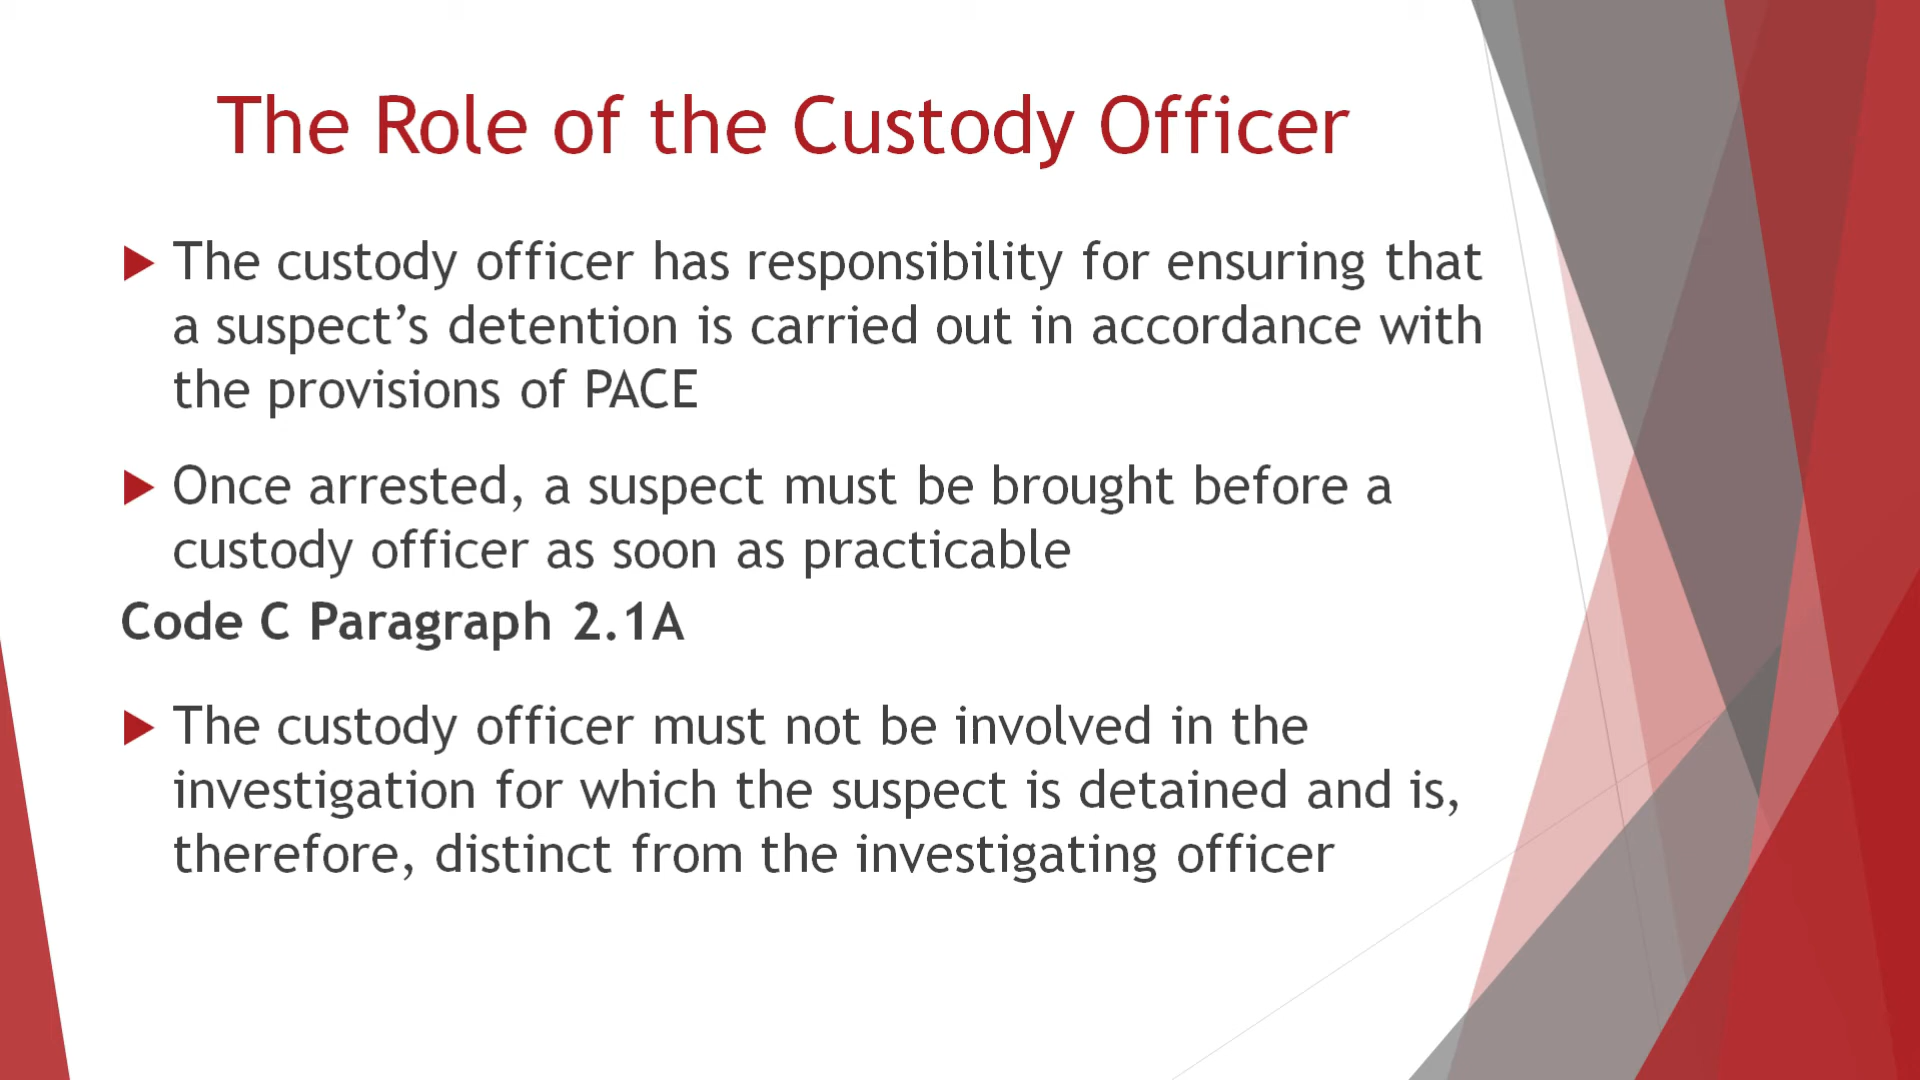 The Role of the Custody Officer
The custody officer has responsibility for ensuring that
a suspect’s detention is carried out in accordance with
the provisions of PACE
Once arrested, a suspect must be brought before a
custody officer as soon as practicable
Code C Paragraph 2.1A
The custody officer must not be involved in the
investigation for which the suspect is detained and is,
therefore, distinct from the investigating officer